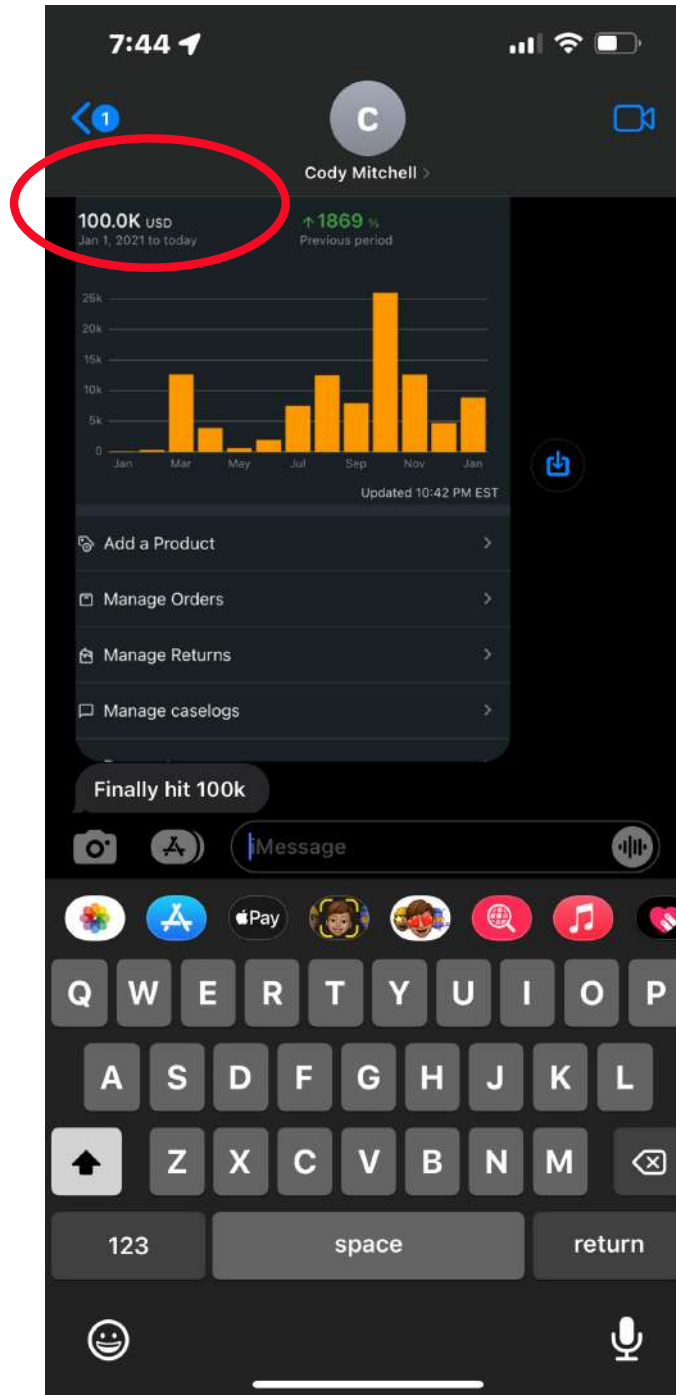 7:44
1
C
Cody Mitchell >
100.0K USD
↑ 1869 %
Jan 1, 2021 to today
Previous period
25k
20k
15k
10k
5k
0
Jan Mar May Jul Sep Nov Jan
Updated 10:42 PM EST
Add a Product
Manage Orders
Manage Returns
Manage caselogs
Finally hit 100k
iMessage
Pay
Q W E R T Y U I O P
A S D F G H J K L
Z X C V B N M
123 space return